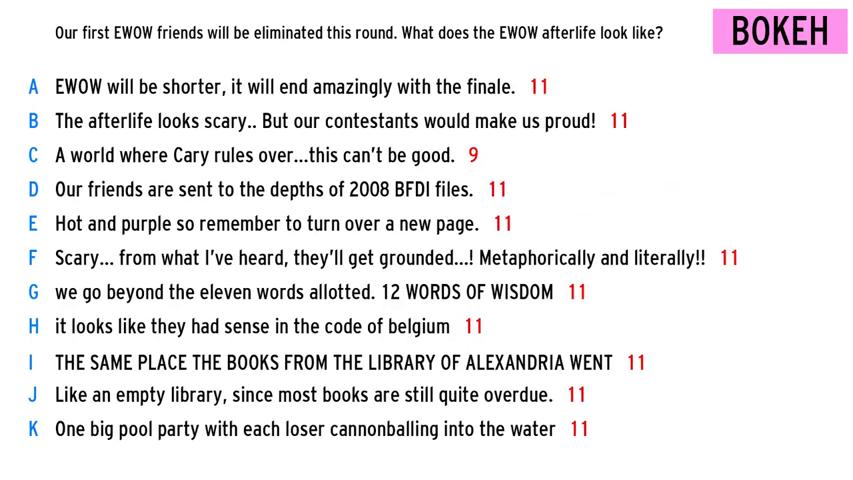 Our first EWOW friends will be eliminated this round. What does the EWOW afterlife look like?
BOKEH
A EWOW will be shorter, it will end amazingly with the finale. 11
B The afterlife looks scary.. But our contestants would make us proud! 11
C A world where Cary rules over...this can't be good. 9
D Our friends are sent to the depths of 2008 BFDI files. 11
E Hot and purple so remember to turn over a new page. 11
F Scary... from what I've heard, they'll get grounded...! Metaphorically and literally!! 11
G we go beyond the eleven words allotted. 12 WORDS OF WISDOM 11
H it looks like they had sense in the code of belgium 11
I THE SAME PLACE THE BOOKS FROM THE LIBRARY OF ALEXANDRIA WENT 11
J Like an empty library, since most books are still quite overdue. 11
K One big pool party with each loser cannonballing into the water 11